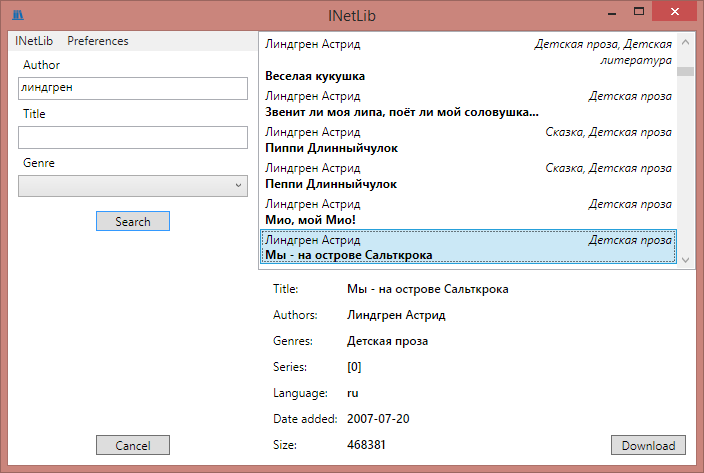 INetLib
INetLib Preferences
Author
линдгрен
Title
Genre
Search
Cancel
Линдгрен Астрид Детская проза, Детская
литература
Веселая кукушка
Линдгрен Астрид Детская проза
Звенит ли моя липа, поёт ли мой соловушка...
Линдгрен Астрид Сказка, Детская проза
Пиппи Длинныйчулок
Линдгрен Астрид Сказка, Детская проза
Пеппи Длинныйчулок
Линдгрен Астрид Детская проза
Мио, мой Мио!
Линдгрен Астрид Детская проза
Мы - на острове Сальткрока
Title: Мы - на острове Сальткрока
Authors: Линдгрен Астрид
Genres: Детская проза
Series: [0]
Language: ru
Date added: 2007-07-20
Size: 468381
Download